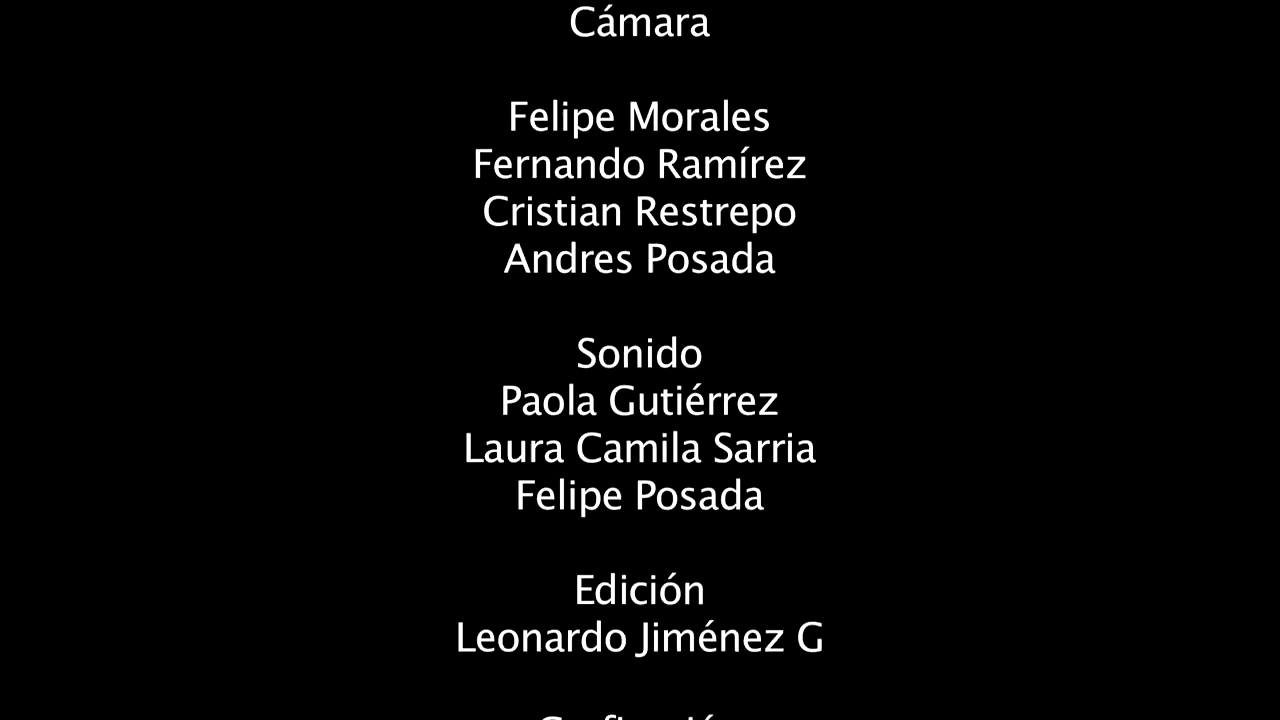 Cámara
Felipe Morales
Fernando Ramírez
Cristian Restrepo
Andres Posada
Sonido
Paola Gutiérrez
Laura Camila Sarria
Felipe Posada
Edición
Leonardo Jiménez G